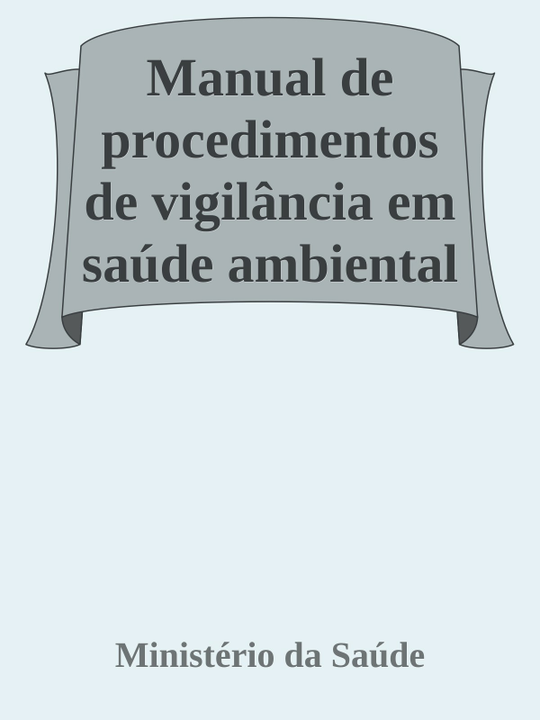 Manual de
procedimentos
de vigilância em
saúde ambiental
Ministério da Saúde